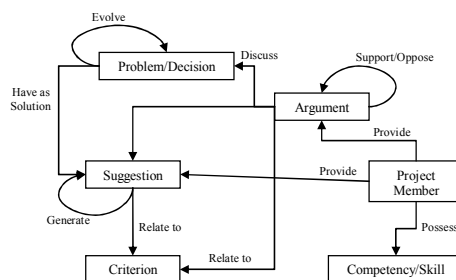 Evolve
Support/Oppose
Problem/Decision
Discuss
Have as
Solution
Argument
Provide
Suggestion
Provide
Project
Member
Generate
Relate to
Possess
Relate to
Criterion
Competency/Skill